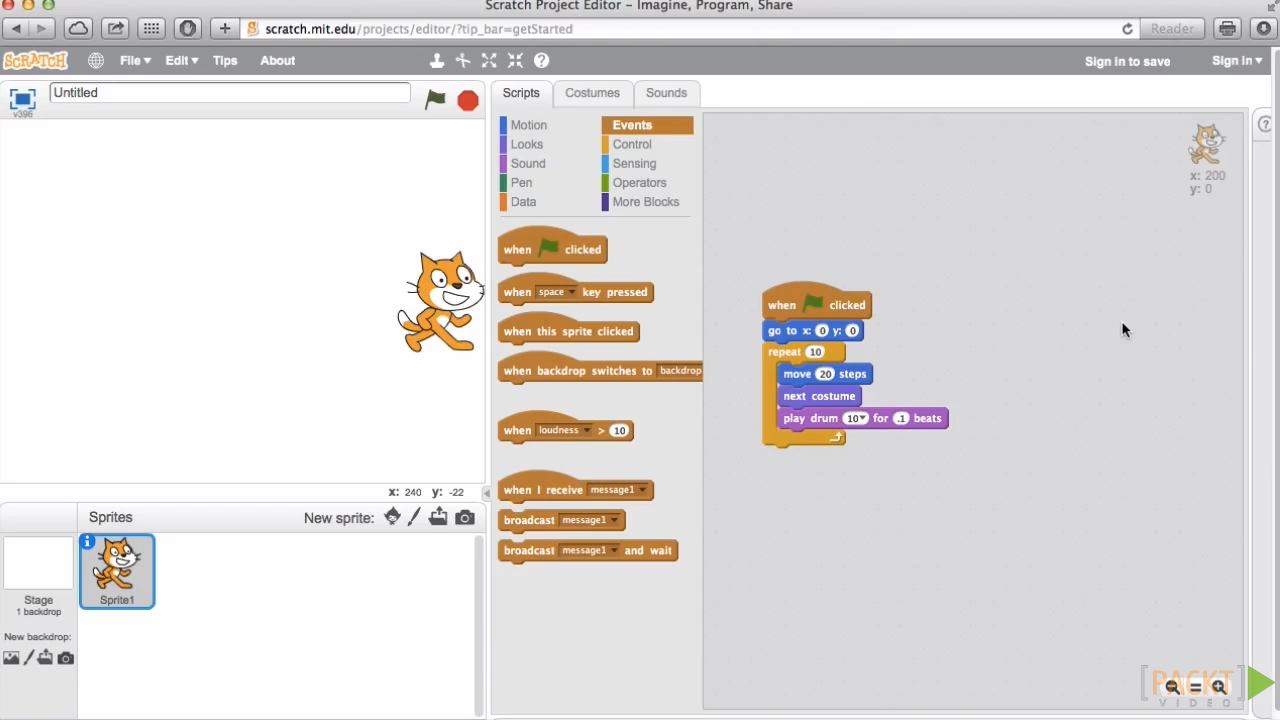 Scratch Project Editor - Imagine, Program, Share
scratch.mit.edu/projects/editor/?tip_bar=getStarted
Reader
SCRATCH
File
Edit
Tips
About
Sign in to save
Sign in
v396
Untitled
Scripts
Costumes
Sounds
Motion
Events
Looks
Control
Sound
Sensing
Pen
Operators
Data
More Blocks
when clicked
when space key pressed
when this sprite clicked
when backdrop switches to backdrop
when loudness > 10
when I receive message1
broadcast message1
broadcast message1 and wait
x: 200
y: 0
when clicked
go to x: 0 y: 0
repeat 10
move 20 steps
next costume
play drum 10 for .1 beats
x: 240 y: -22
Sprites
New sprite:
Stage
1 backdrop
New backdrop:
Sprite1
PACKT
VIDEO